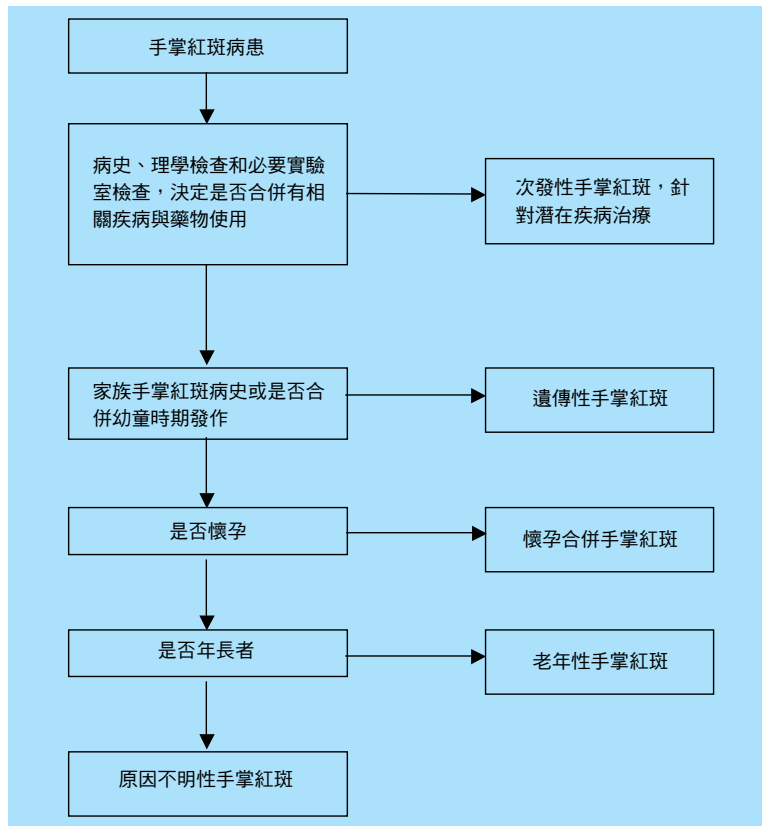 手掌紅斑病患
病史、理學檢查和必要實驗
室檢查，決定是否合併有相
關疾病與藥物使用
次發性手掌紅斑，針
對潛在疾病治療
家族手掌紅斑病史或是否合
併幼童時期發作
遺傳性手掌紅斑
是否懷孕
懷孕合併手掌紅斑
是否年長者
老年性手掌紅斑
原因不明性手掌紅斑